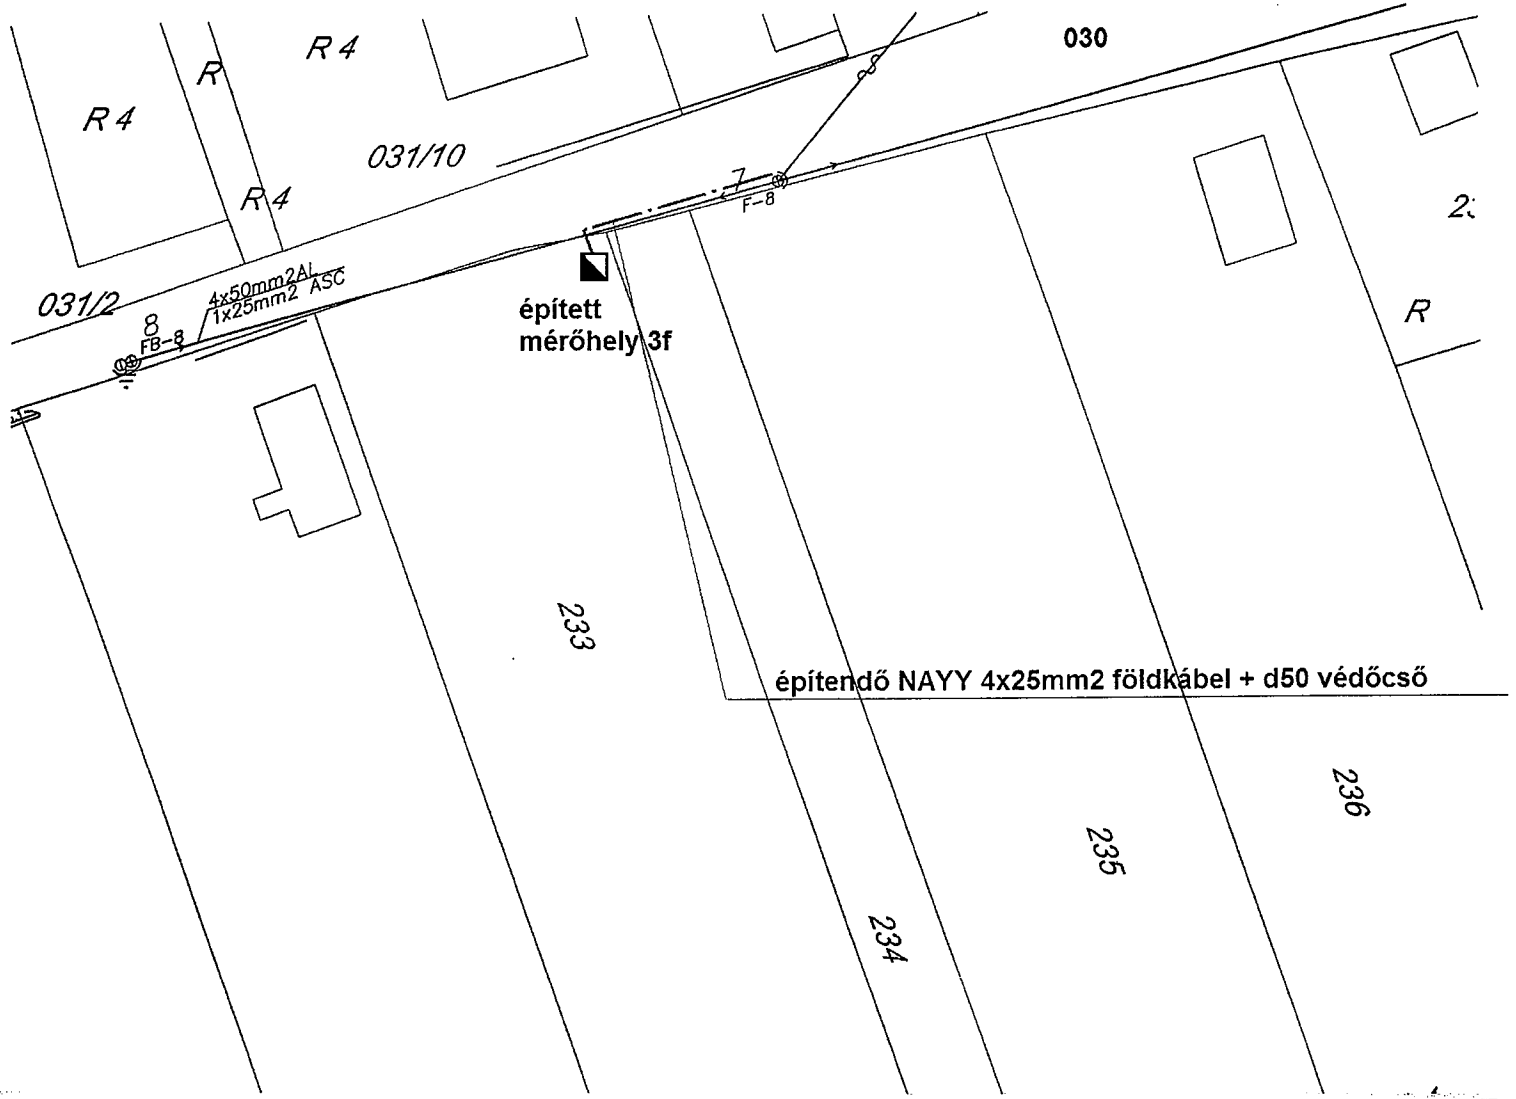 030
R 4
R
R 4
031/10
R 4
7
F-8
031/2
4x50mm2AL
1x25mm2 ASC
8
FB-8
épített
mérőhely 3f
R
233
építendő NAYY 4x25mm2 földkábel + d50 védőcső
236
235
234